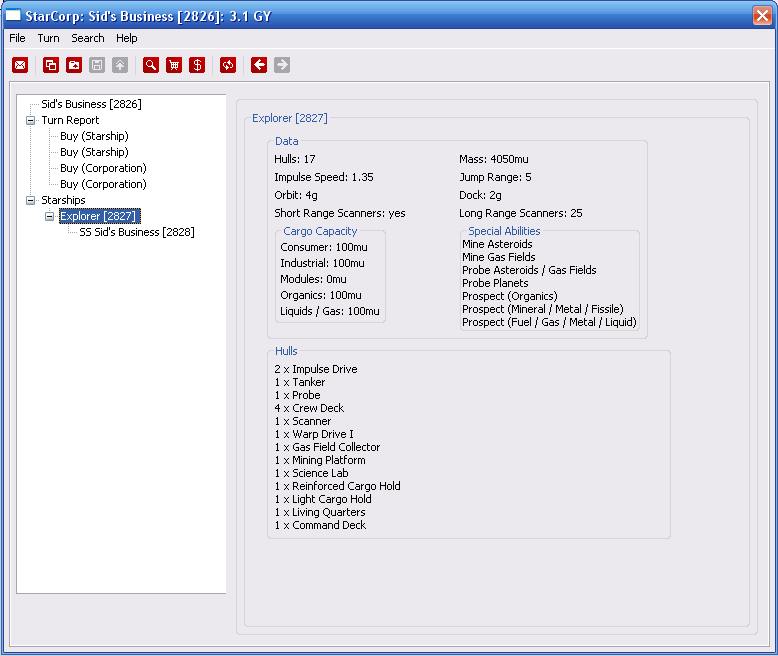 StarCorp: Sid's Business [2826]: 3.1 GY
File Turn Search Help
Sid's Business [2826]
Turn Report
Buy (Starship)
Buy (Starship)
Buy (Corporation)
Buy (Corporation)
Starships
Explorer [2827]
SS Sid's Business [2828]
Explorer [2827]
Data
Hulls: 17
Mass: 4050mu
Impulse Speed: 1.35
Jump Range: 5
Orbit: 4g
Dock: 2g
Short Range Scanners: yes
Long Range Scanners: 25
Cargo Capacity
Consumer: 100mu
Industrial: 100mu
Modules: 0mu
Organics: 100mu
Liquids / Gas: 100mu
Special Abilities
Mine Asteroids
Mine Gas Fields
Probe Asteroids / Gas Fields
Probe Planets
Prospect (Organics)
Prospect (Mineral / Metal / Fissile)
Prospect (Fuel / Gas / Metal / Liquid)
Hulls
2 x Impulse Drive
1 x Tanker
1 x Probe
4 x Crew Deck
1 x Scanner
1 x Warp Drive I
1 x Gas Field Collector
1 x Mining Platform
1 x Science Lab
1 x Reinforced Cargo Hold
1 x Light Cargo Hold
1 x Living Quarters
1 x Command Deck